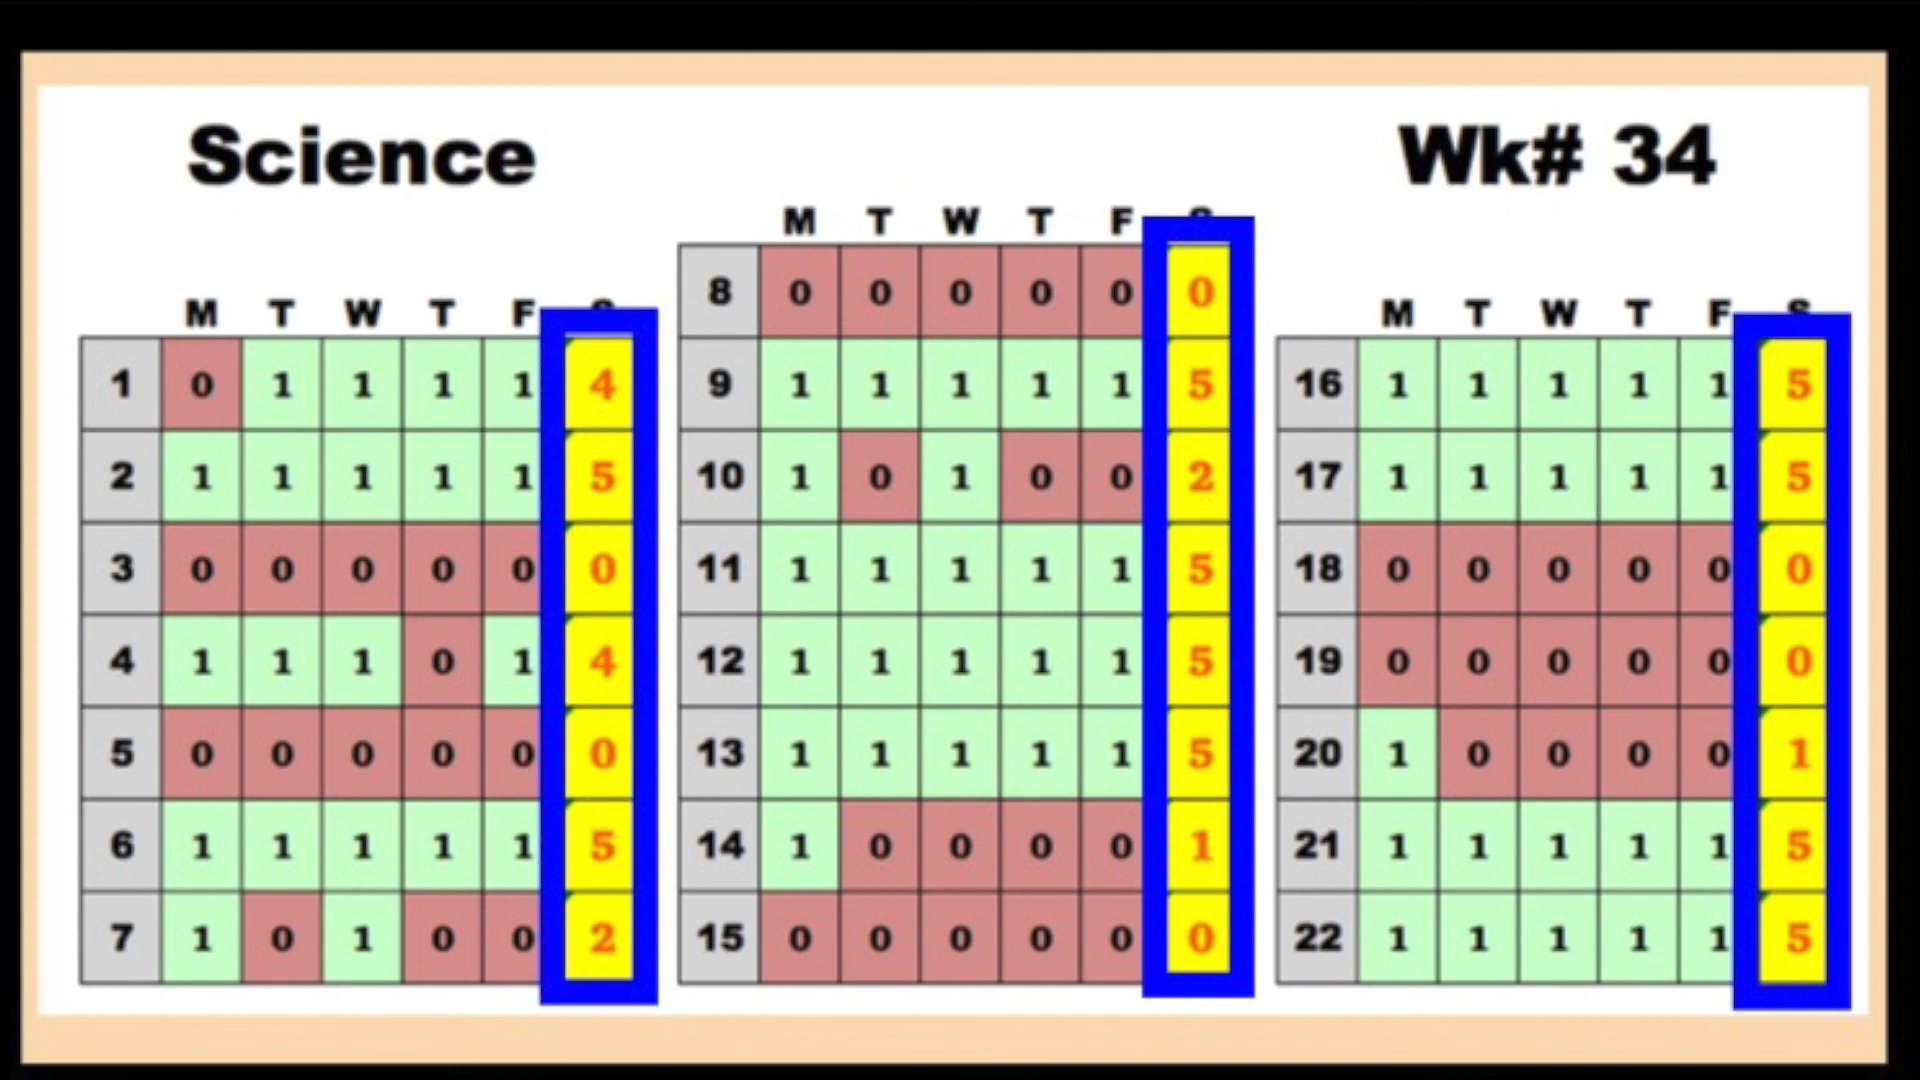 Science
Wk# 34
M T W T F
1 0 1 1 1 1 4
2 1 1 1 1 1 5
3 0 0 0 0 0 0
4 1 1 1 0 1 4
5 0 0 0 0 0 0
6 1 1 1 1 1 5
7 1 0 1 0 0 2
M T W T F
8 0 0 0 0 0 0
9 1 1 1 1 1 5
10 1 0 1 0 0 2
11 1 1 1 1 1 5
12 1 1 1 1 1 5
13 1 1 1 1 1 5
14 1 0 0 0 0 1
15 0 0 0 0 0 0
M T W T F
16 1 1 1 1 1 5
17 1 1 1 1 1 5
18 0 0 0 0 0 0
19 0 0 0 0 0 0
20 1 0 0 0 0 1
21 1 1 1 1 1 5
22 1 1 1 1 1 5